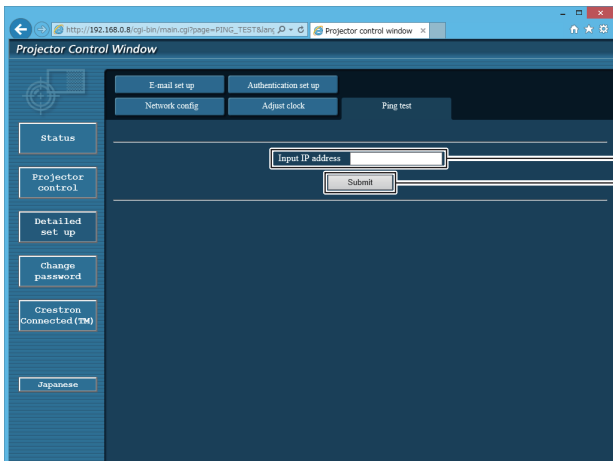 http://192.168.0.8/cgi-bin/main.cgi?page=PING_TEST&lang
Projector control window
Projector Control Window
E-mail set up
Authentication set up
Network config
Adjust clock
Ping test
Status
Input IP address
Submit
Projector
control
Detailed
set up
Change
password
Crestron
Connected(TM)
Japanese